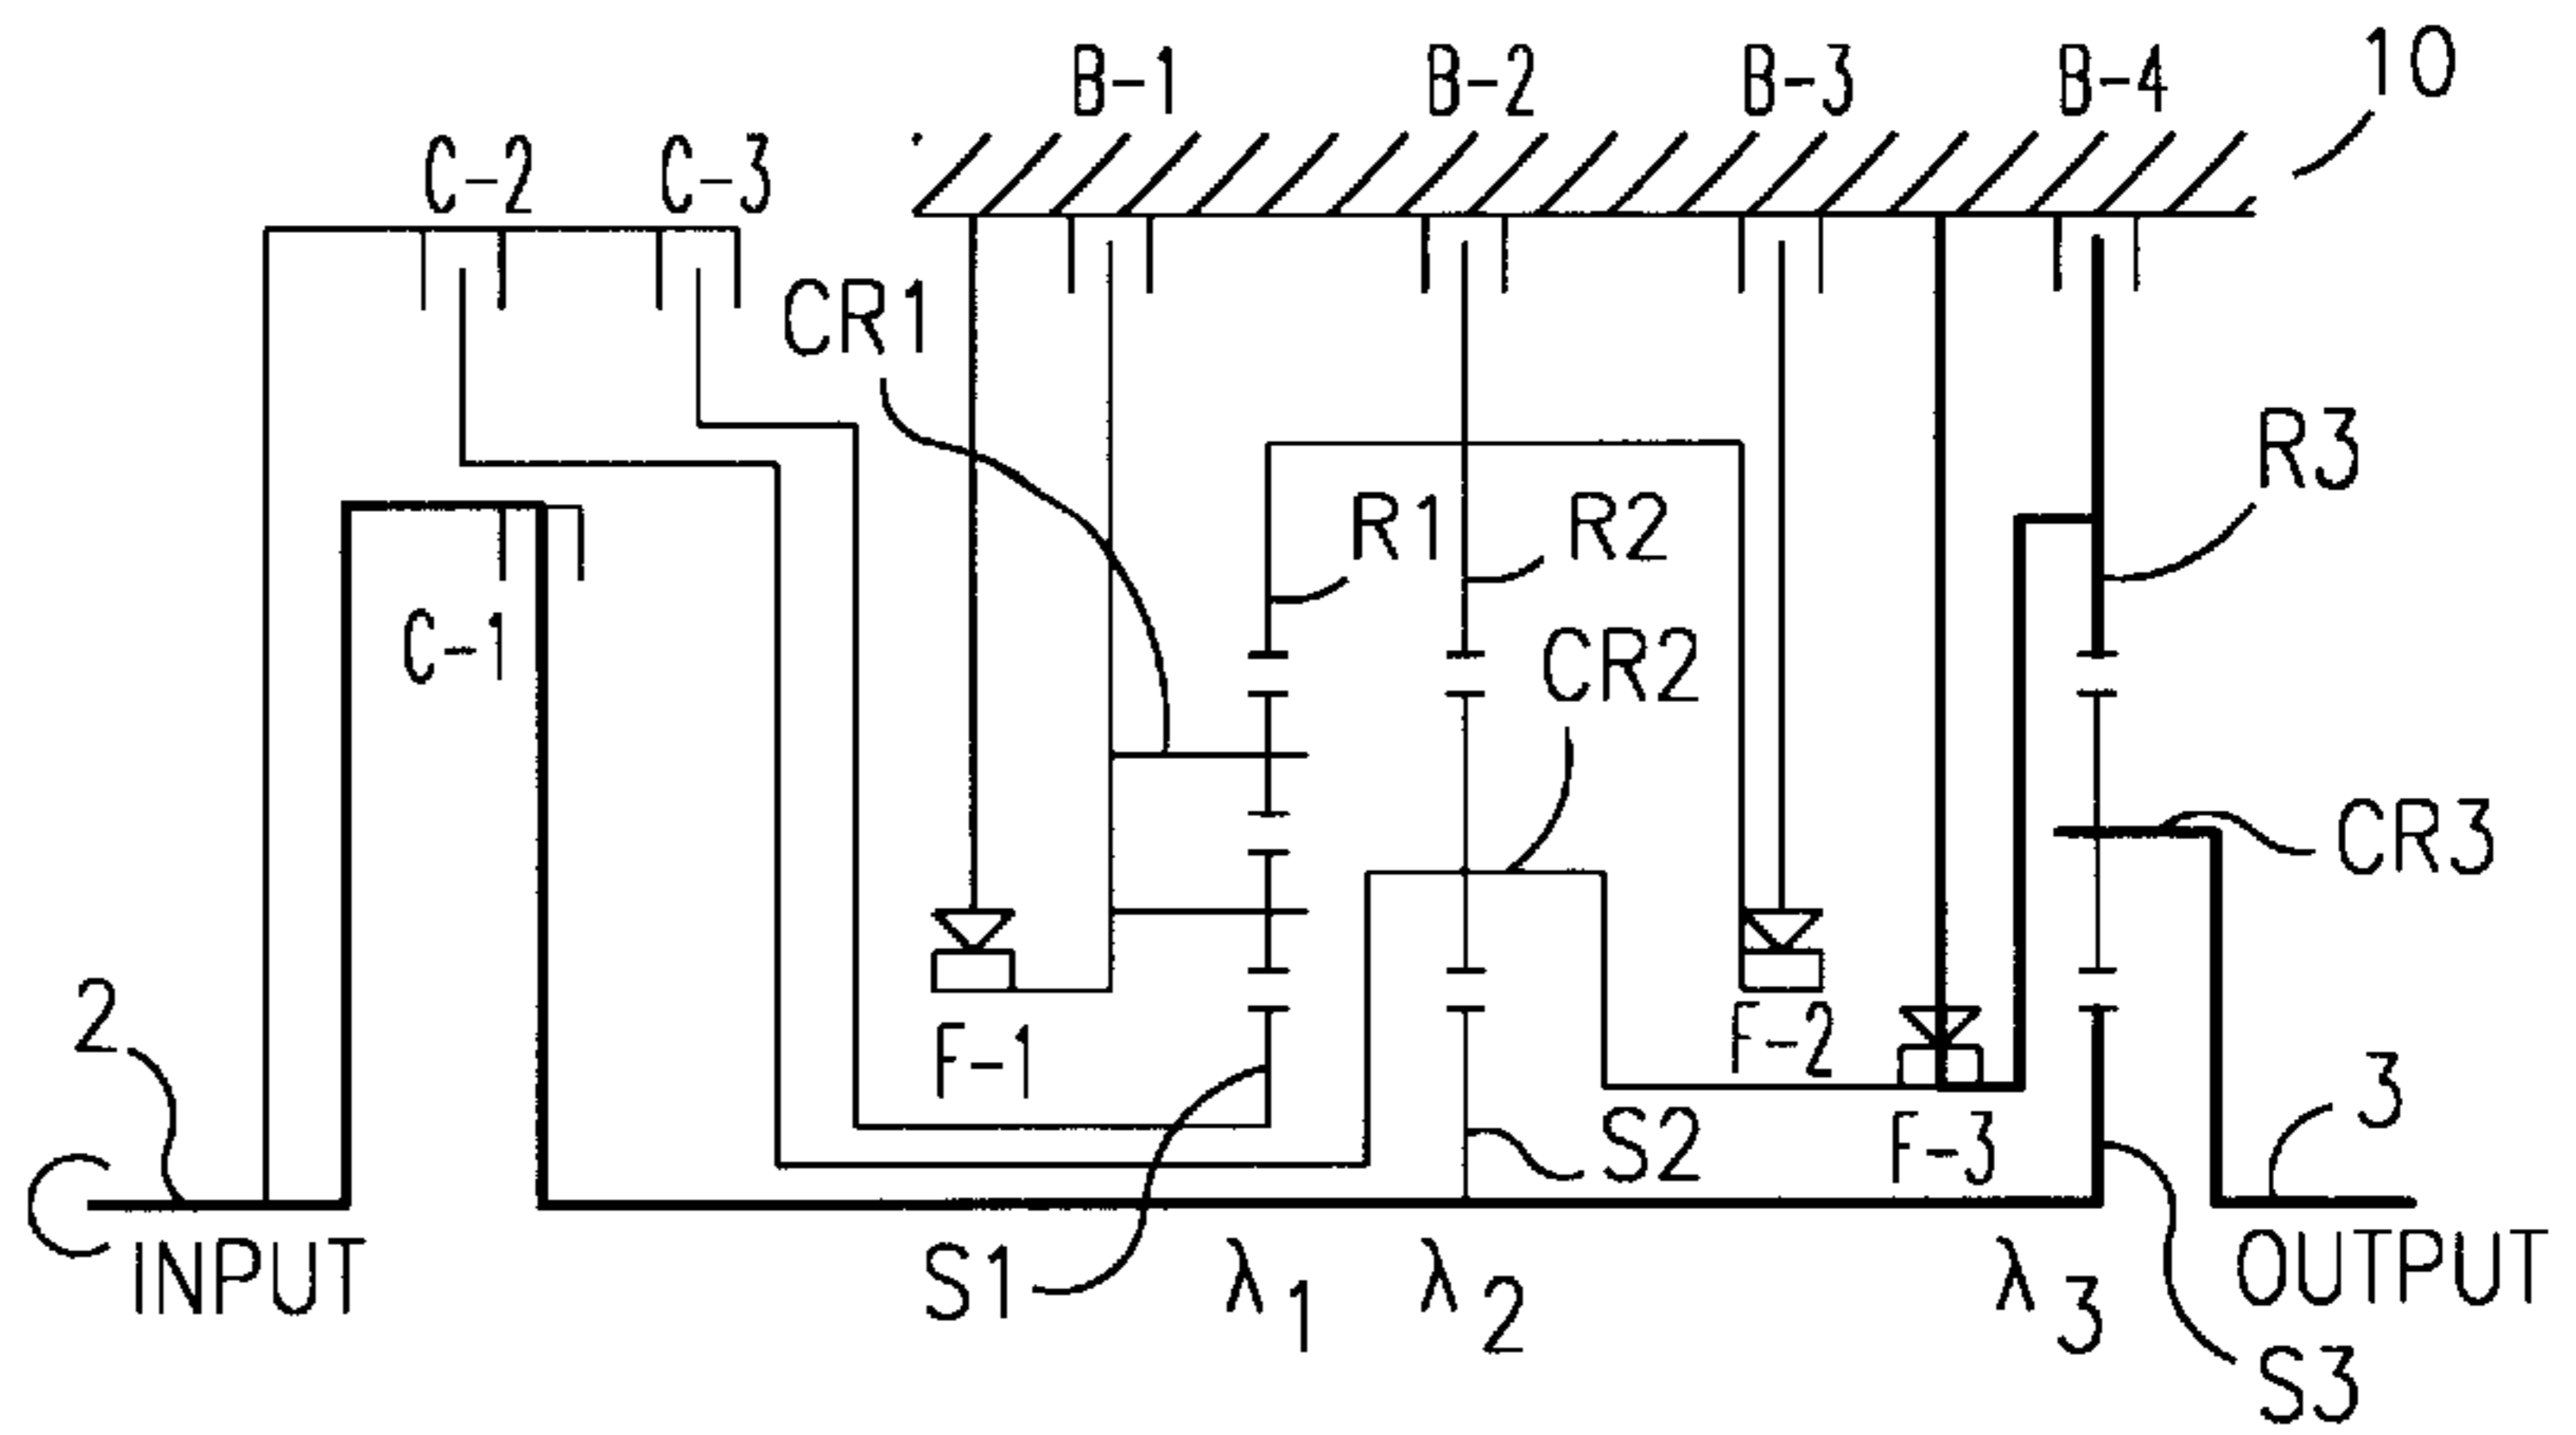 B-1 B-2 B-3 B-4 10
C-2 C-3
CR1
R1 R2 R3
C-1 CR2
CR3
2 F-1 F-2 3
S2 F-3
INPUT S1 λ1 λ2 λ3 OUTPUT
S3